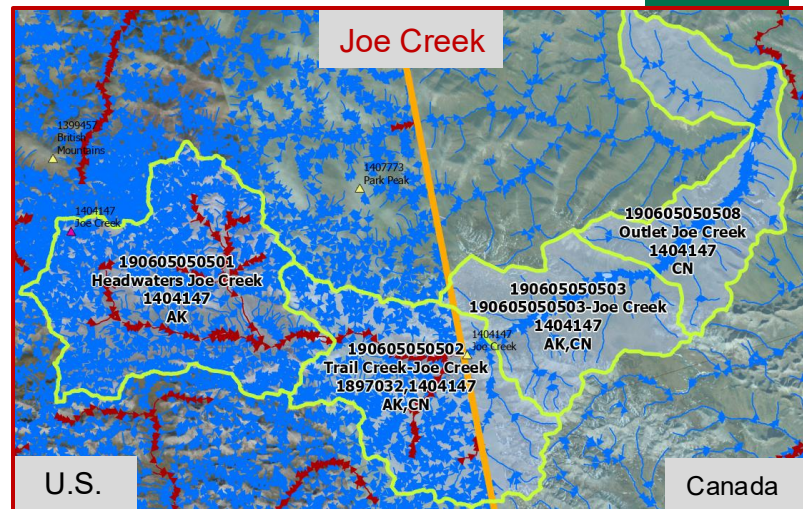 Joe Creek
1399457
British
Mountains
1407773
Park Peak
1404147
Joe Creek
190605050508
Outlet Joe Creek
1404147
CN
190605050501
Headwaters Joe Creek
1404147
AK
190605050503
190605050503-Joe Creek
1404147
AK,CN
1404147
Joe Creek
190605050502
Trail Creek-Joe Creek
1897032,1404147
AK,CN
U.S.
Canada